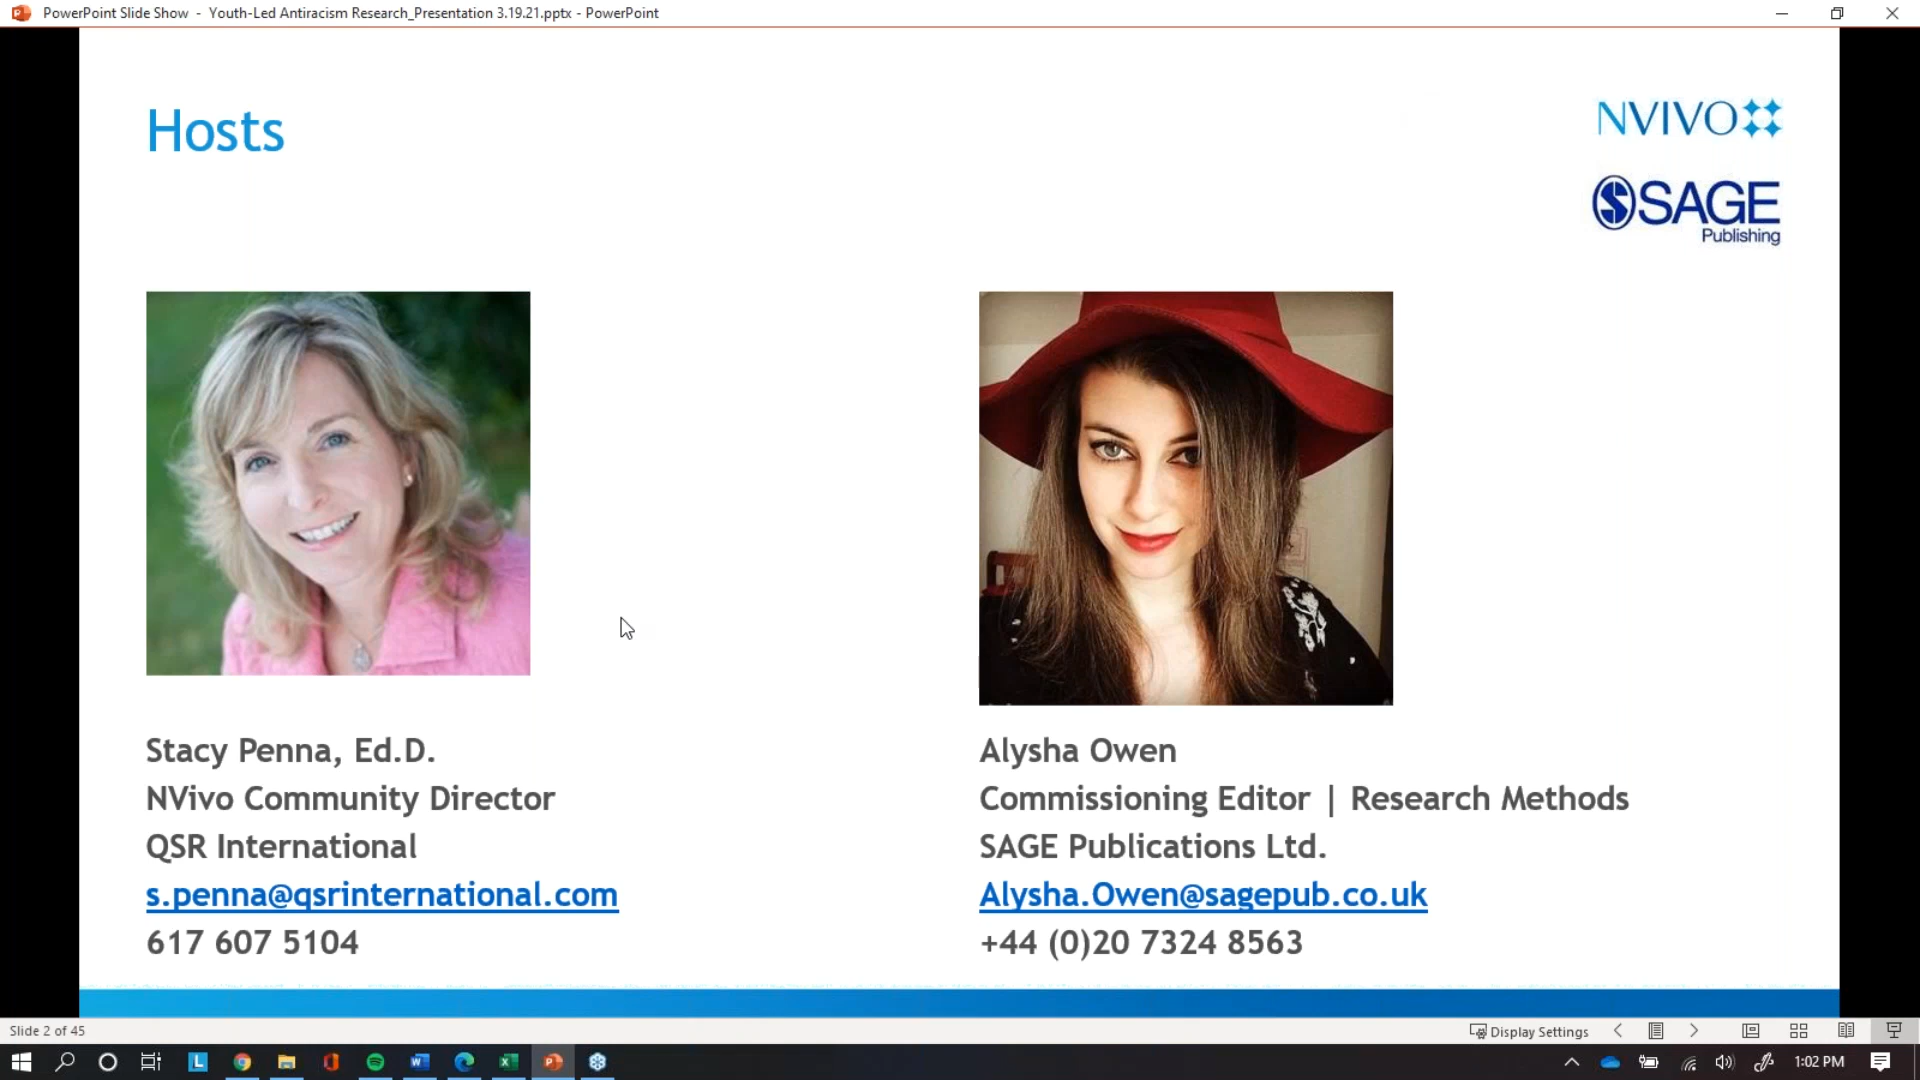 PowerPoint Slide Show - Youth-Led Antiracism Research_Presentation 3.19.21.pptx - PowerPoint
Hosts
NVIVO
SAGE
Publishing
Stacy Penna, Ed.D.
NVivo Community Director
QSR International
s.penna@qsrinternational.com
617 607 5104
Alysha Owen
Commissioning Editor | Research Methods
SAGE Publications Ltd.
Alysha.Owen@sagepub.co.uk
+44 (0)20 7324 8563
Slide 2 of 45
Display Settings
1:02 PM